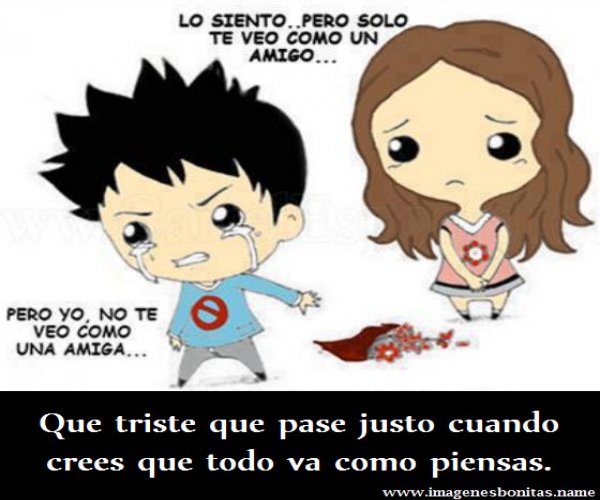 LO SIENTO..PERO SOLO
TE VEO COMO UN
AMIGO...
PERO YO, NO TE
VEO COMO
UNA AMIGA...
Que triste que pase justo cuando
crees que todo va como piensas.
www.imagenesbonitas.name